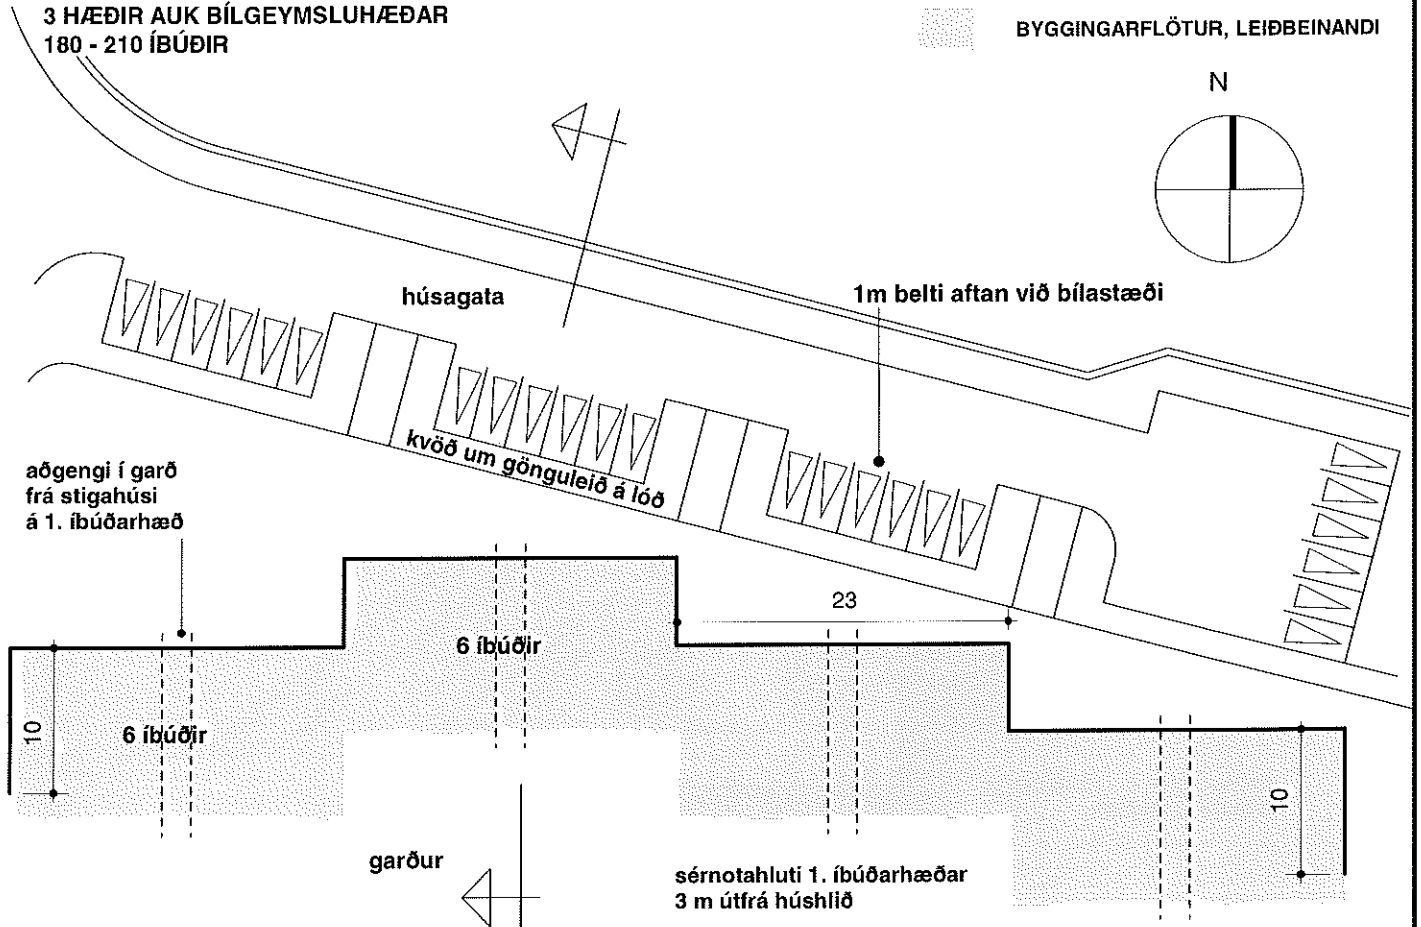 3 HÆÐIR AUK BÍLGEYMSLUHÆÐAR
180 - 210 ÍBÚÐIR
BYGGINGARFLÖTUR, LEIÐBEINANDI
N
húsagata
1m belti aftan við bílastæði
kvöð um gönguleið á lóð
aðgengi í garð
frá stigahúsi
á 1. íbúðarhæð
23
6 íbúðir
10
6 íbúðir
10
garður
sérnotahluti 1. íbúðarhæðar
3 m útfrá húshlið